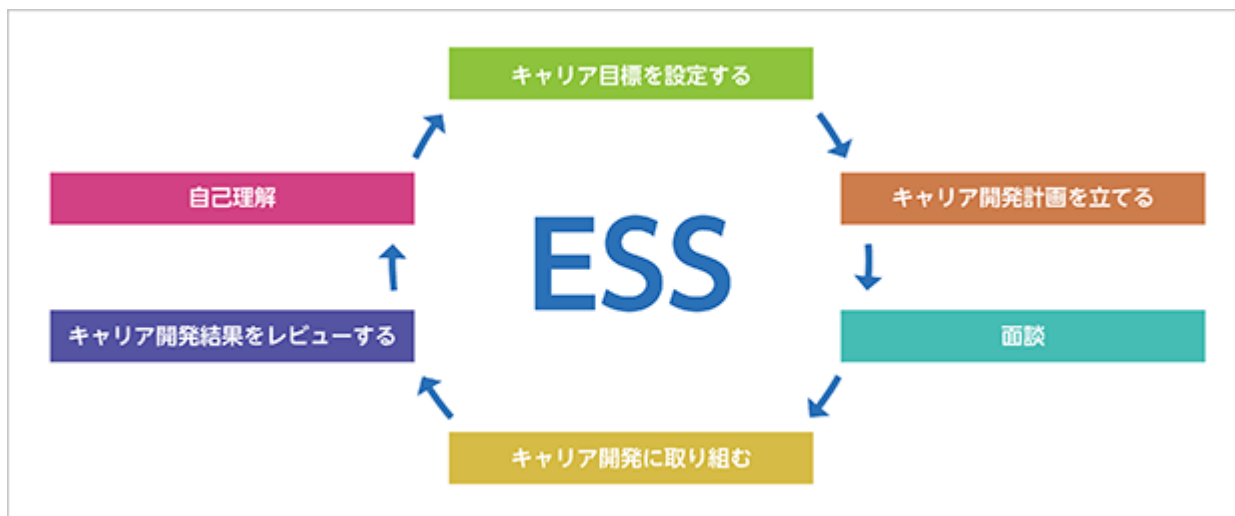 キャリア目標を設定する
自己理解
キャリア開発計画を立てる
ESS
キャリア開発結果をレビューする
面談
キャリア開発に取り組む